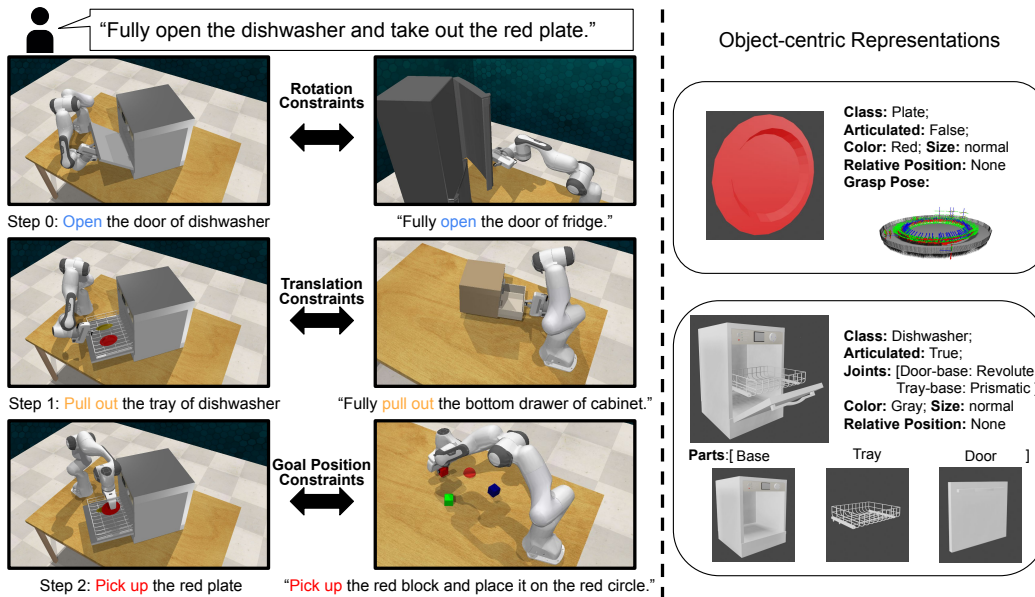 “Fully open the dishwasher and take out the red plate.”
Rotation
Constraints
Step 0: Open the door of dishwasher
“Fully open the door of fridge.”
Translation
Constraints
Step 1: Pull out the tray of dishwasher
“Fully pull out the bottom drawer of cabinet.”
Goal Position
Constraints
Step 2: Pick up the red plate
“Pick up the red block and place it on the red circle.”
Object-centric Representations
Class: Plate;
Articulated: False;
Color: Red; Size: normal
Relative Position: None
Grasp Pose:
Class: Dishwasher;
Articulated: True;
Joints: [Door-base: Revolute,
Tray-base: Prismatic ]
Color: Gray; Size: normal
Relative Position: None
Parts:[ Base Tray Door ]